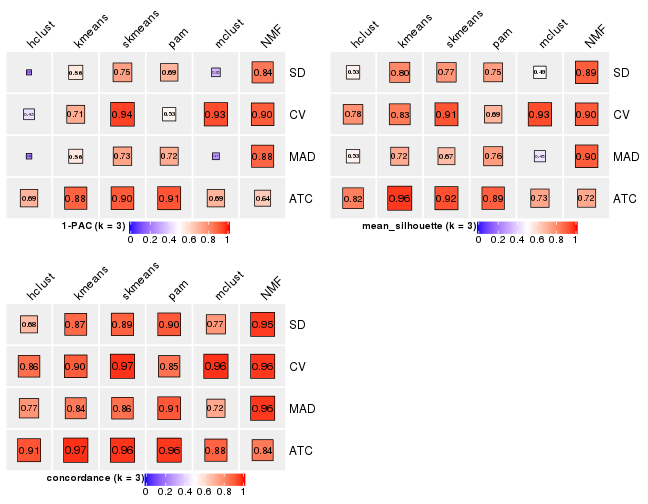 hclust kmeans skmeans pam mclust NMF
0.56 0.75 0.69 0.84 SD
0.71 0.94 0.53 0.93 0.90 CV
0.56 0.73 0.72 0.88 MAD
0.69 0.88 0.90 0.91 0.69 0.64 ATC
1-PAC (k = 3)
0 0.2 0.4 0.6 0.8 1
hclust kmeans skmeans pam mclust NMF
0.53 0.80 0.77 0.75 0.49 0.89 SD
0.78 0.83 0.91 0.69 0.93 0.90 CV
0.53 0.72 0.67 0.76 0.90 MAD
0.82 0.96 0.92 0.89 0.73 0.72 ATC
mean_silhouette (k = 3)
0 0.2 0.4 0.6 0.8 1
hclust kmeans skmeans pam mclust NMF
0.68 0.87 0.89 0.90 0.77 0.95 SD
0.86 0.90 0.97 0.85 0.96 0.96 CV
0.77 0.84 0.86 0.91 0.72 0.96 MAD
0.91 0.97 0.96 0.96 0.88 0.84 ATC
concordance (k = 3)
0 0.2 0.4 0.6 0.8 1